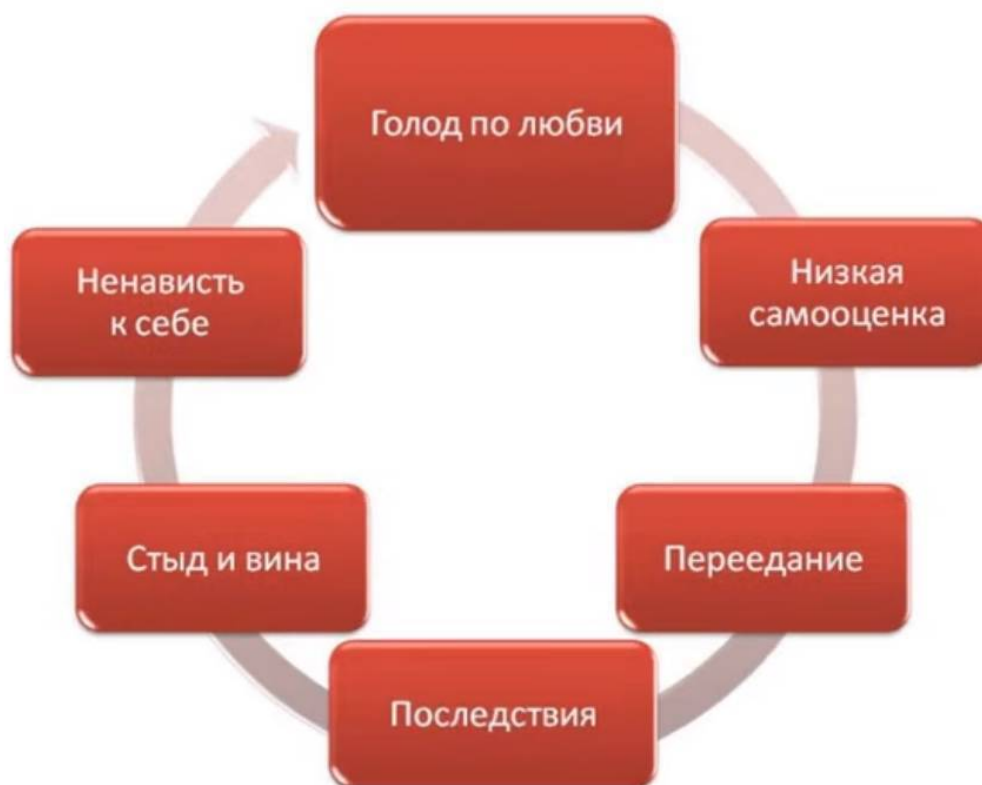 Голод по любви
Низкая
самооценка
Переедание
Последствия
Стыд и вина
Ненависть
к себе